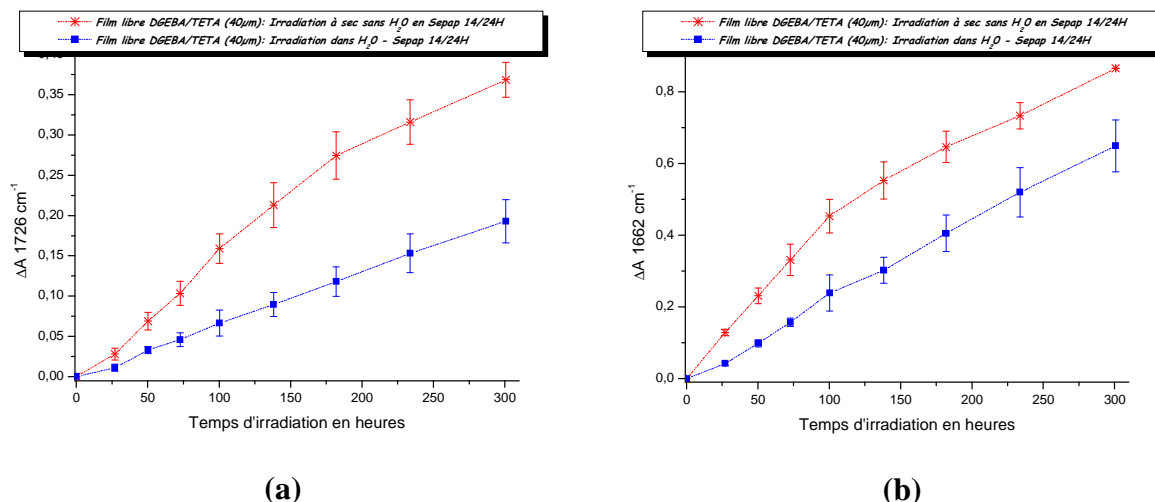 Film libre DGEBA/TETA (40µm): Irradiation à sec sans H₂O en Sepap 14/24H
Film libre DGEBA/TETA (40µm): Irradiation dans H₂O - Sepap 14/24H
0,35
0,30
0,25
0,20
0,15
0,10
0,05
0,00
ΔA 1726 cm⁻¹
0 50 100 150 200 250 300
Temps d'irradiation en heures
(a)
Film libre DGEBA/TETA (40µm): Irradiation à sec sans H₂O en Sepap 14/24H
Film libre DGEBA/TETA (40µm): Irradiation dans H₂O - Sepap 14/24H
0,8
0,6
0,4
0,2
0,0
ΔA 1662 cm⁻¹
0 50 100 150 200 250 300
Temps d'irradiation en heures
(b)